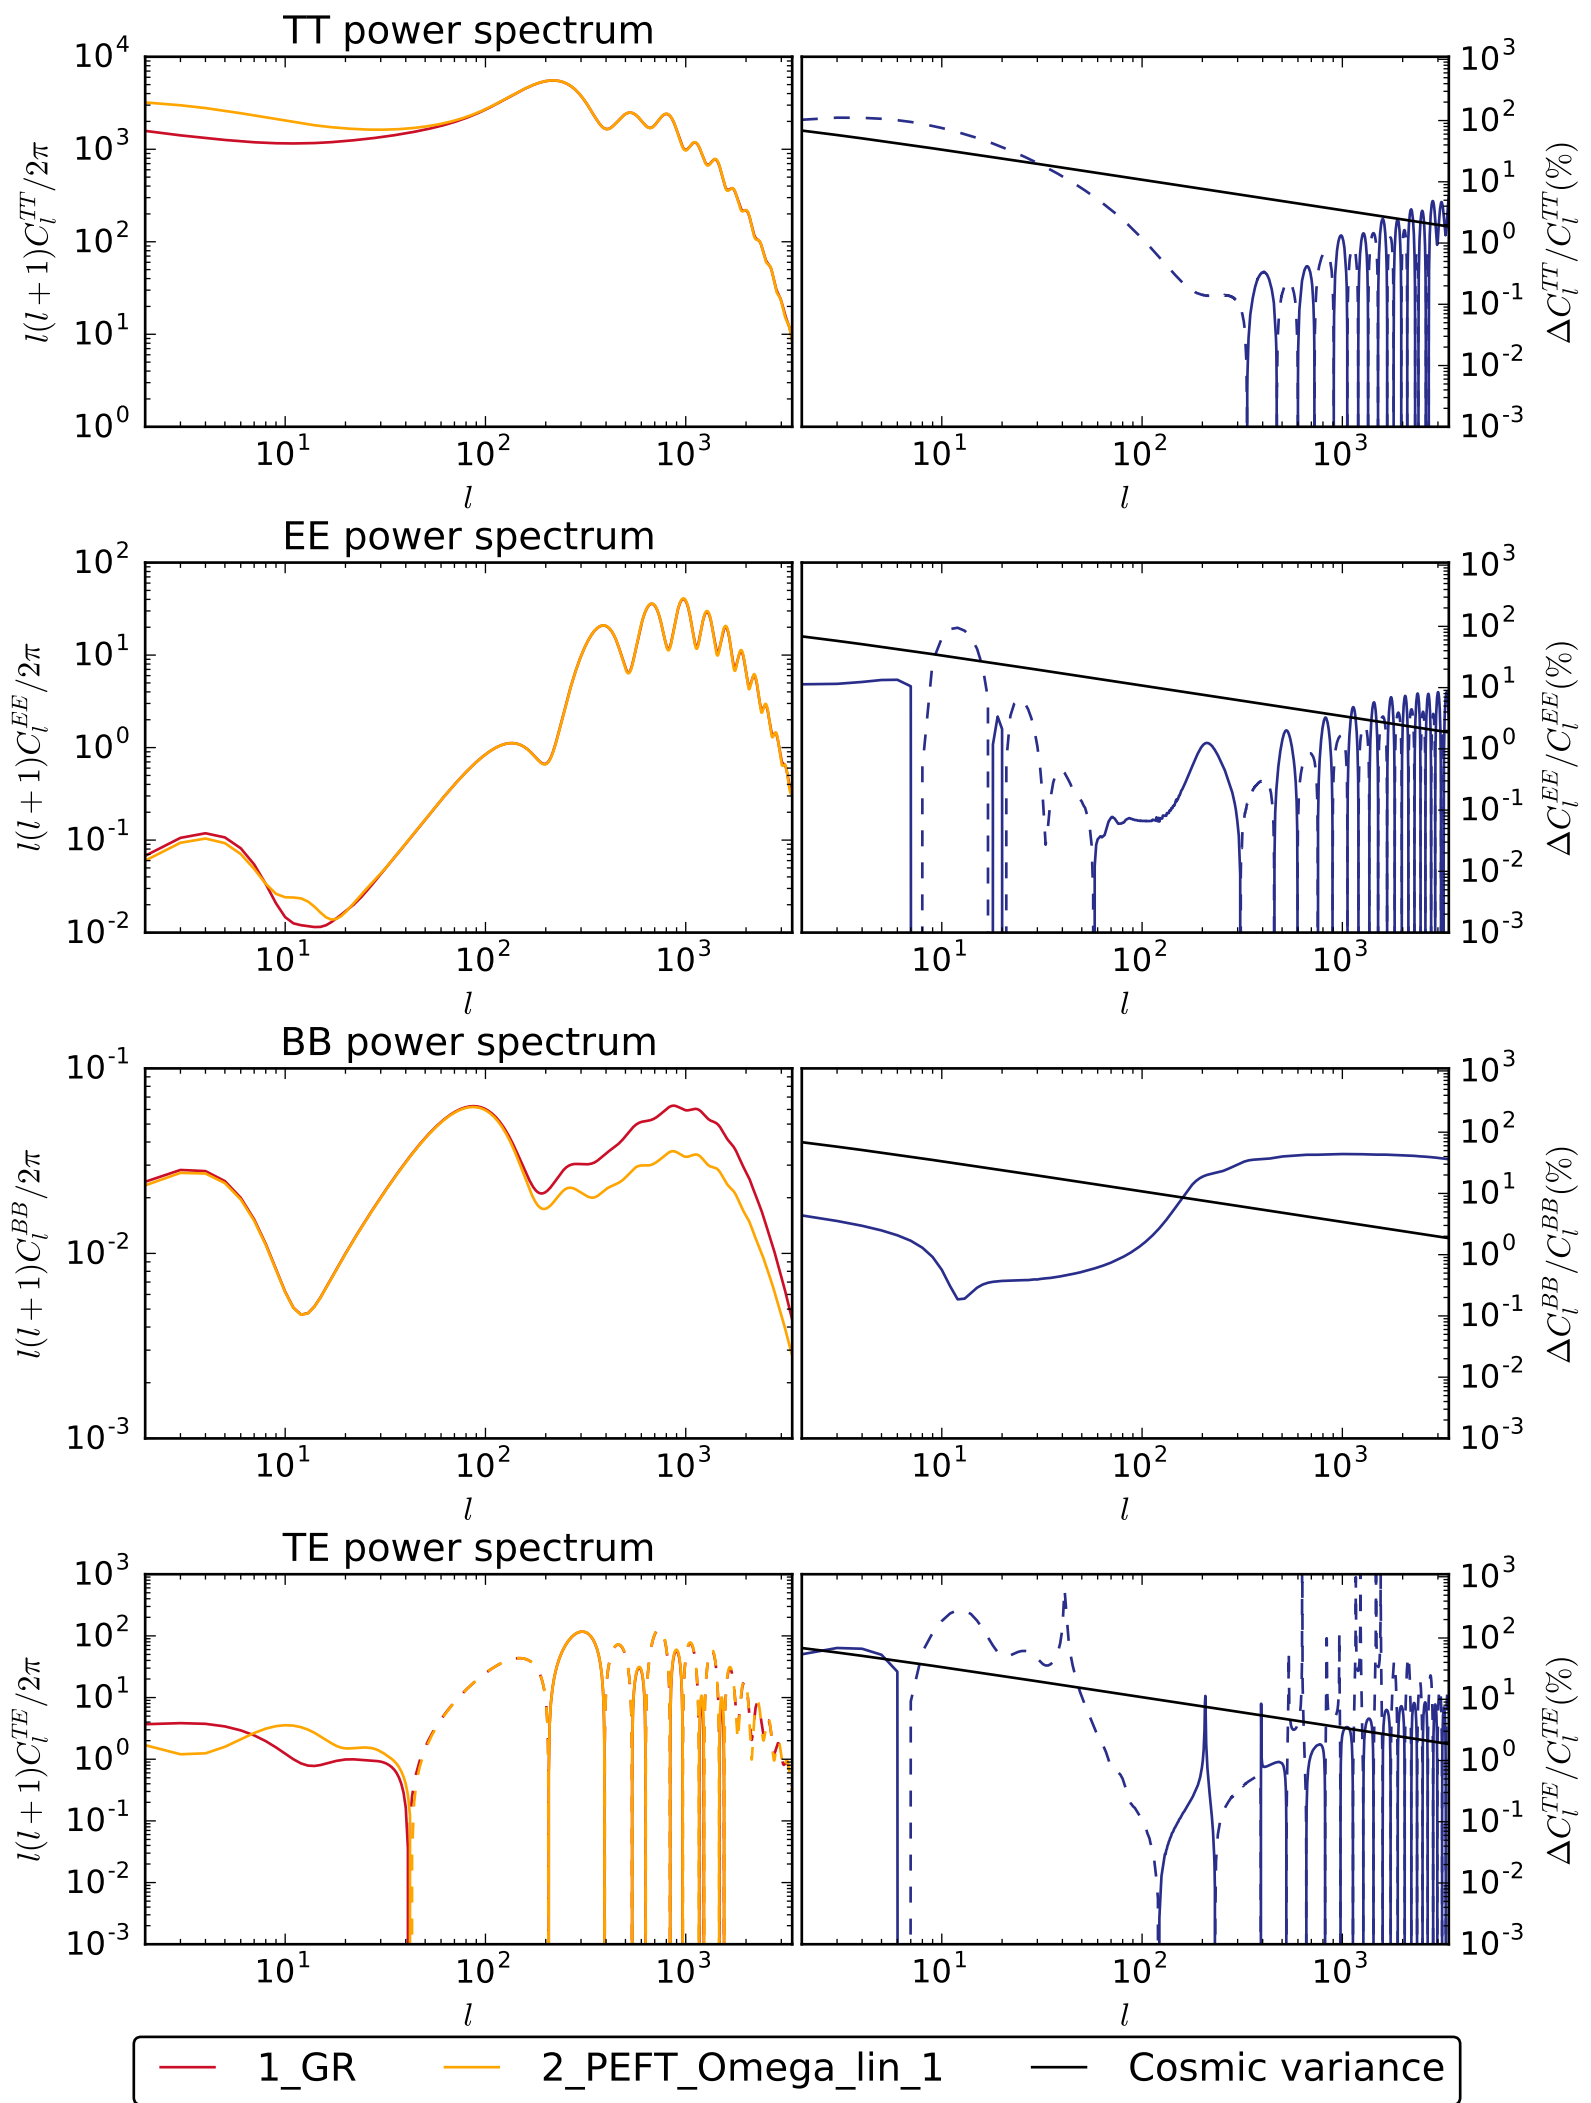 TT power spectrum
10^4
10^3
10^2
10^1
10^0
l(l+1)C_l^{TT}/2π
10^1 10^2 10^3
l
10^3
10^2
10^1
10^0
10^-1
10^-2
10^-3
ΔC_l^{TT}/C_l^{TT}(%)
10^1 10^2 10^3
l
EE power spectrum
10^2
10^1
10^0
10^-1
10^-2
l(l+1)C_l^{EE}/2π
10^1 10^2 10^3
l
10^3
10^2
10^1
10^0
10^-1
10^-2
10^-3
ΔC_l^{EE}/C_l^{EE}(%)
10^1 10^2 10^3
l
BB power spectrum
10^-1
10^-2
10^-3
l(l+1)C_l^{BB}/2π
10^1 10^2 10^3
l
10^3
10^2
10^1
10^0
10^-1
10^-2
10^-3
ΔC_l^{BB}/C_l^{BB}(%)
10^1 10^2 10^3
l
TE power spectrum
10^3
10^2
10^1
10^0
10^-1
10^-2
10^-3
l(l+1)C_l^{TE}/2π
10^1 10^2 10^3
l
10^3
10^2
10^1
10^0
10^-1
10^-2
10^-3
ΔC_l^{TE}/C_l^{TE}(%)
10^1 10^2 10^3
l
1_GR 2_PEFT_Omega_lin_1 Cosmic variance